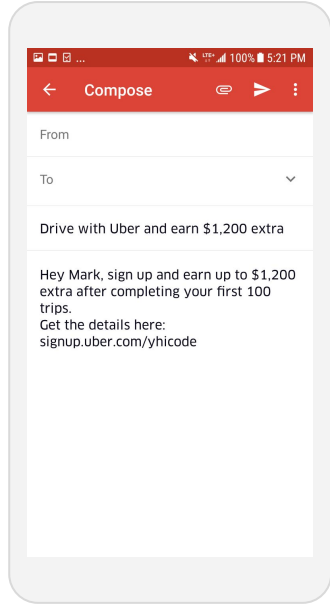 ... LTE+ 100% 5:21 PM
Compose
From
To
Drive with Uber and earn $1,200 extra
Hey Mark, sign up and earn up to $1,200
extra after completing your first 100
trips.
Get the details here:
signup.uber.com/yhicode